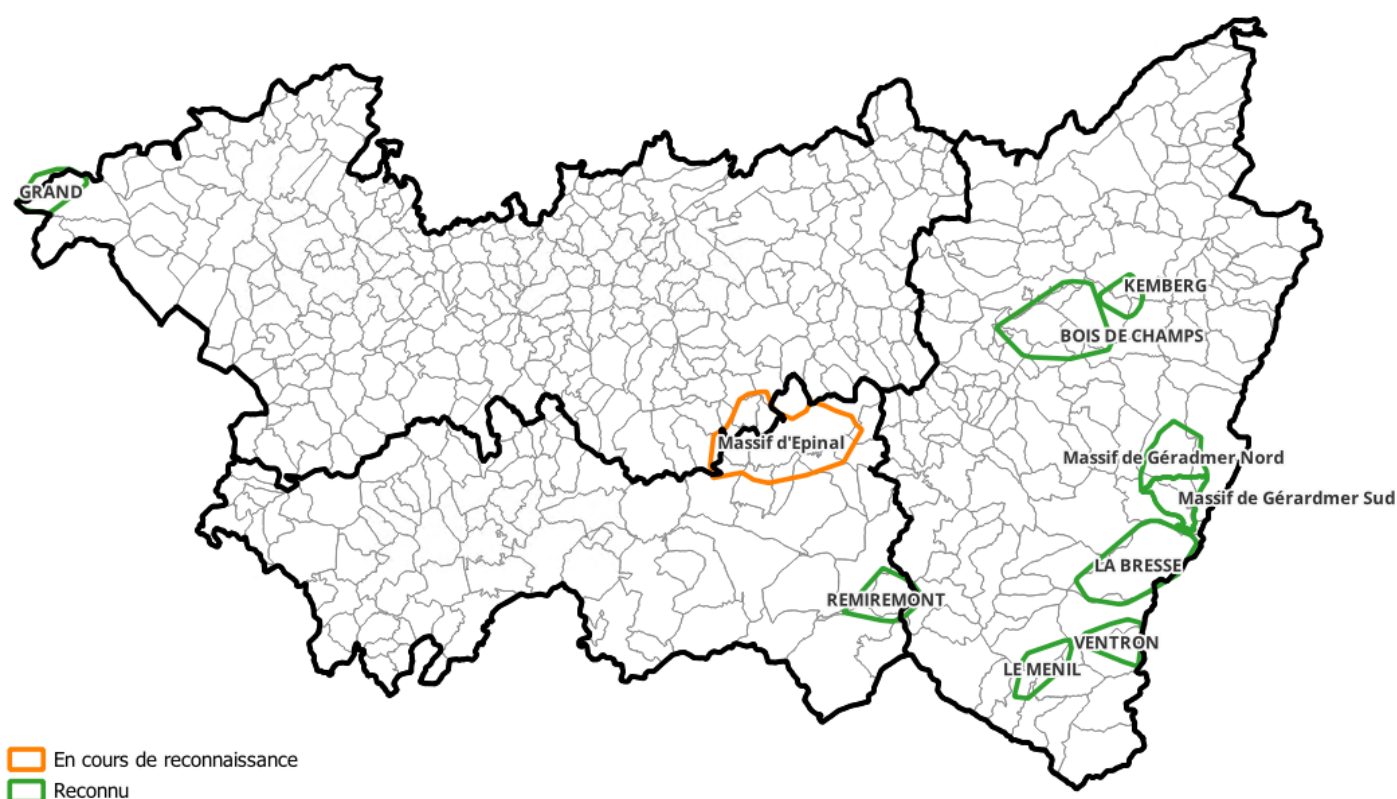 GRAND
KEMBERG
BOIS DE CHAMPS
Massif d'Epinal
Massif de Géradmer Nord
Massif de Gérardmer Sud
LA BRESSE
REMIREMONT
VENTRON
LE MENIL
En cours de reconnaissance
Reconnu